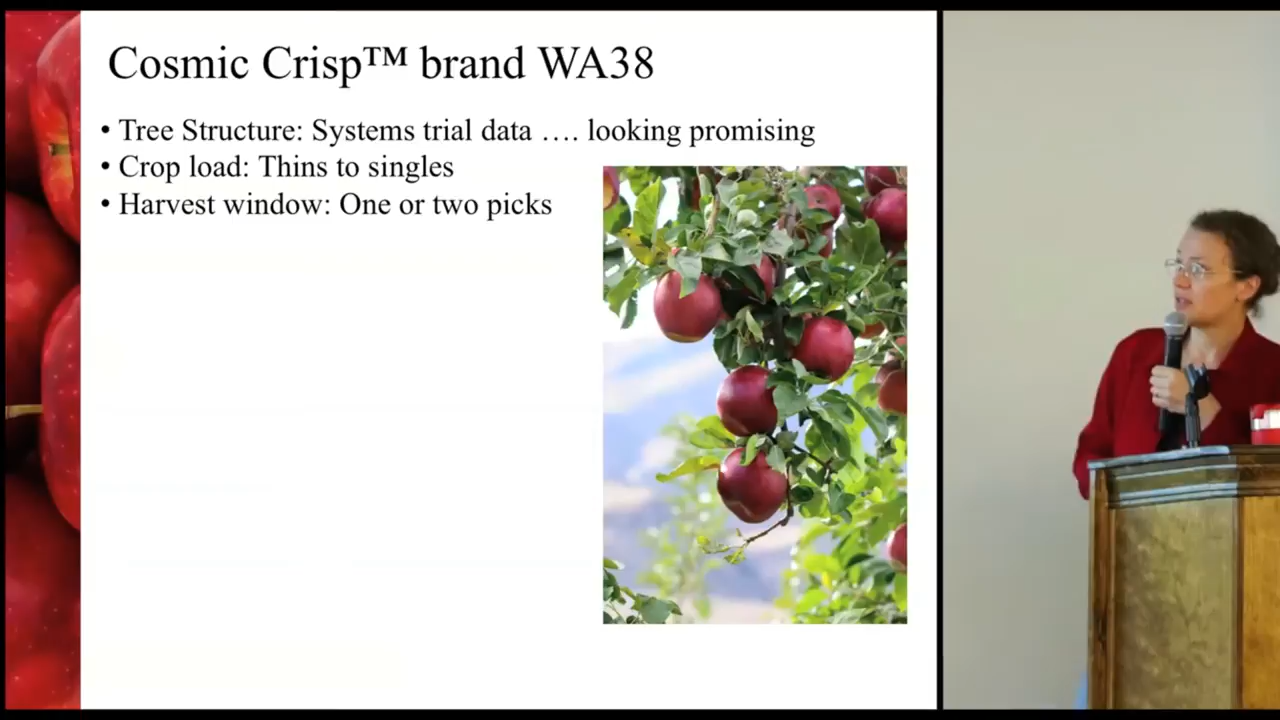 Cosmic Crisp™ brand WA38
• Tree Structure: Systems trial data …. looking promising
• Crop load: Thins to singles
• Harvest window: One or two picks